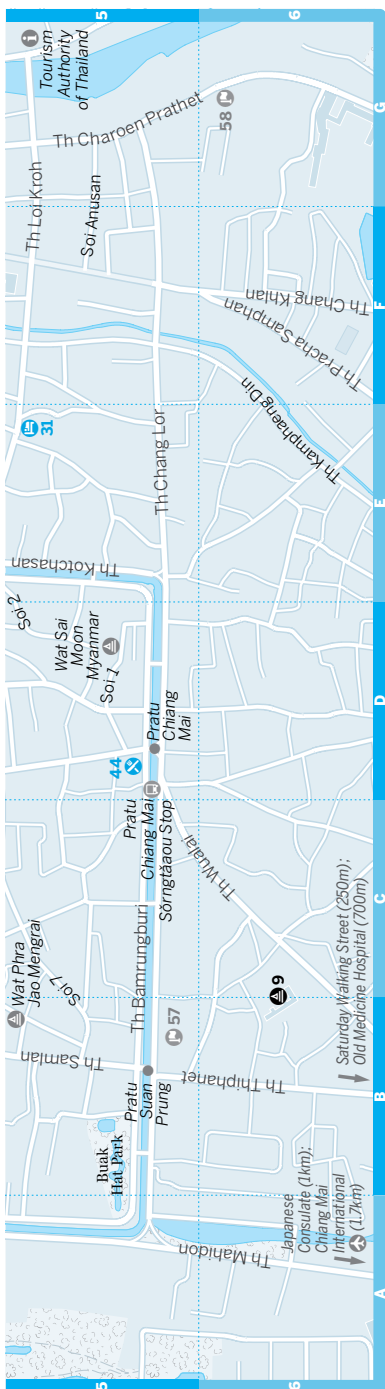 5
6
Tourism
Authority
of Thailand
Th Charoen Prathet
58
G
Th Loi Kroh
Soi Anusan
Th Chang Khlan
Th Pracha Samphan
F
31
Th Chang Lor
Th Kamphaeng Din
E
Th Kotchasan
Soi 2
Wat Sai
Moon
Myanmar
Soi 1
Pratu
Chiang
Mai
D
44
Pratu
Chiang Mai
Sŏrngtăaou Stop
Th Wualai
C
Wat Phra
Jao Mengrai
Soi 7
Th Bamrungburi
9
Saturday Walking Street (250m);
Old Medicine Hospital (700m)
57
Th Samlan
Pratu
Suan
Prung
Th Thiphanet
B
Buak
Hat Park
Japanese
Consulate (1km);
Chiang Mai
International
(1.7km)
Th Mahidon
A
5
6